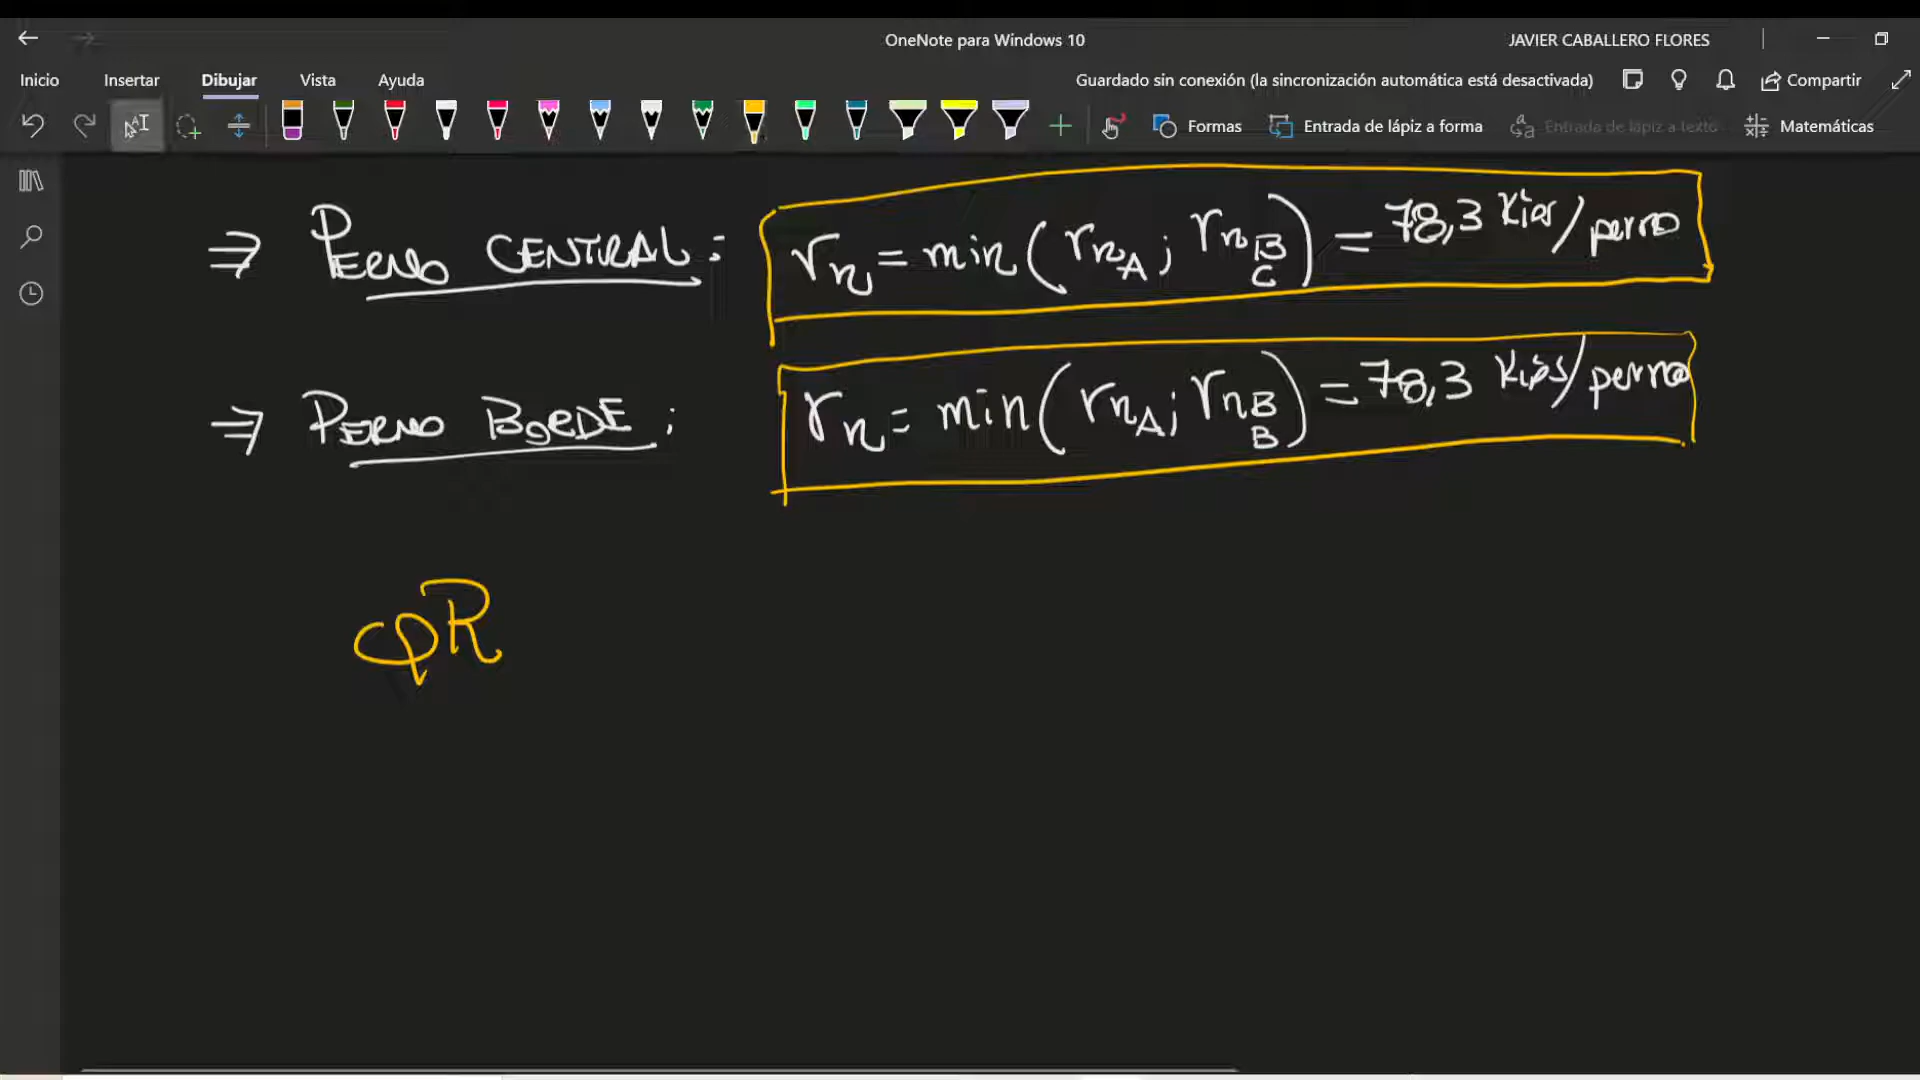 OneNote para Windows 10
JAVIER CABALLERO FLORES
Inicio Insertar Dibujar Vista Ayuda
Guardado sin conexión (la sincronización automática está desactivada)
Compartir
Formas
Entrada de lápiz a forma
Entrada de lápiz a texto
Matemáticas
⇒ PERNO CENTRAL: rn = min(rnA; rnBC) = 78,3 Kips/perno
⇒ PERNO BORDE: rn = min(rnA; rnBB) = 78,3 Kips/perno
φR